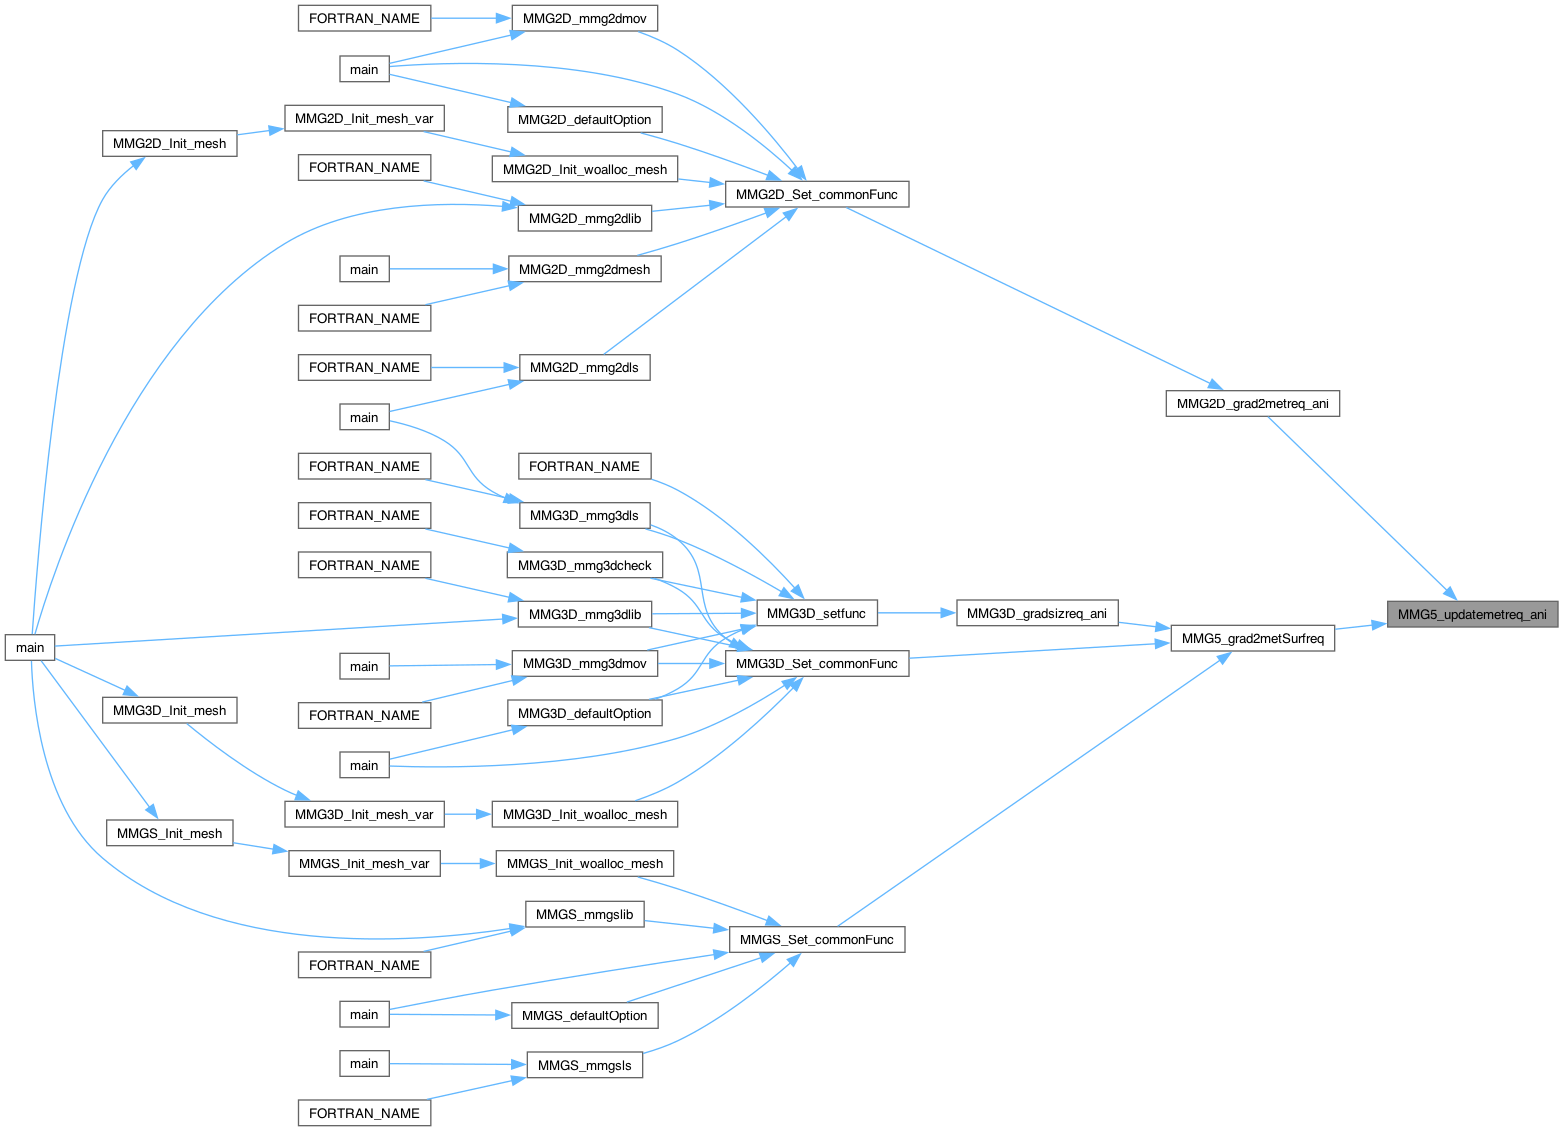 FORTRAN_NAME
MMG2D_mmg2dmov
main
MMG2D_Init_mesh_var
MMG2D_defaultOption
MMG2D_Init_mesh
FORTRAN_NAME
MMG2D_Init_woalloc_mesh
MMG2D_Set_commonFunc
MMG2D_mmg2dlib
main
MMG2D_mmg2dmesh
FORTRAN_NAME
FORTRAN_NAME
MMG2D_mmg2dls
MMG2D_grad2metreq_ani
main
FORTRAN_NAME
FORTRAN_NAME
FORTRAN_NAME
MMG3D_mmg3dls
FORTRAN_NAME
MMG3D_mmg3dcheck
MMG3D_mmg3dlib
MMG3D_setfunc
MMG3D_gradsizreq_ani
MMG5_updatemetreq_ani
main
MMG5_grad2metSurfreq
main
MMG3D_mmg3dmov
MMG3D_Set_commonFunc
MMG3D_Init_mesh
FORTRAN_NAME
MMG3D_defaultOption
main
MMG3D_Init_mesh_var
MMG3D_Init_woalloc_mesh
MMGS_Init_mesh
MMGS_Init_mesh_var
MMGS_Init_woalloc_mesh
MMGS_mmgslib
MMGS_Set_commonFunc
FORTRAN_NAME
main
MMGS_defaultOption
main
MMGS_mmgsls
FORTRAN_NAME